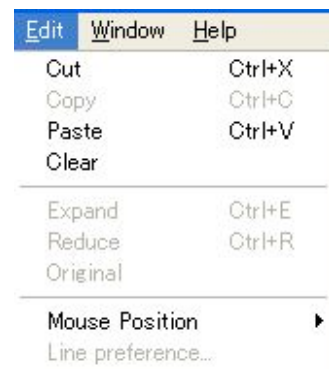 Edit Window Help
Cut Ctrl+X
Copy Ctrl+C
Paste Ctrl+V
Clear
Expand Ctrl+E
Reduce Ctrl+R
Original
Mouse Position
Line preference...